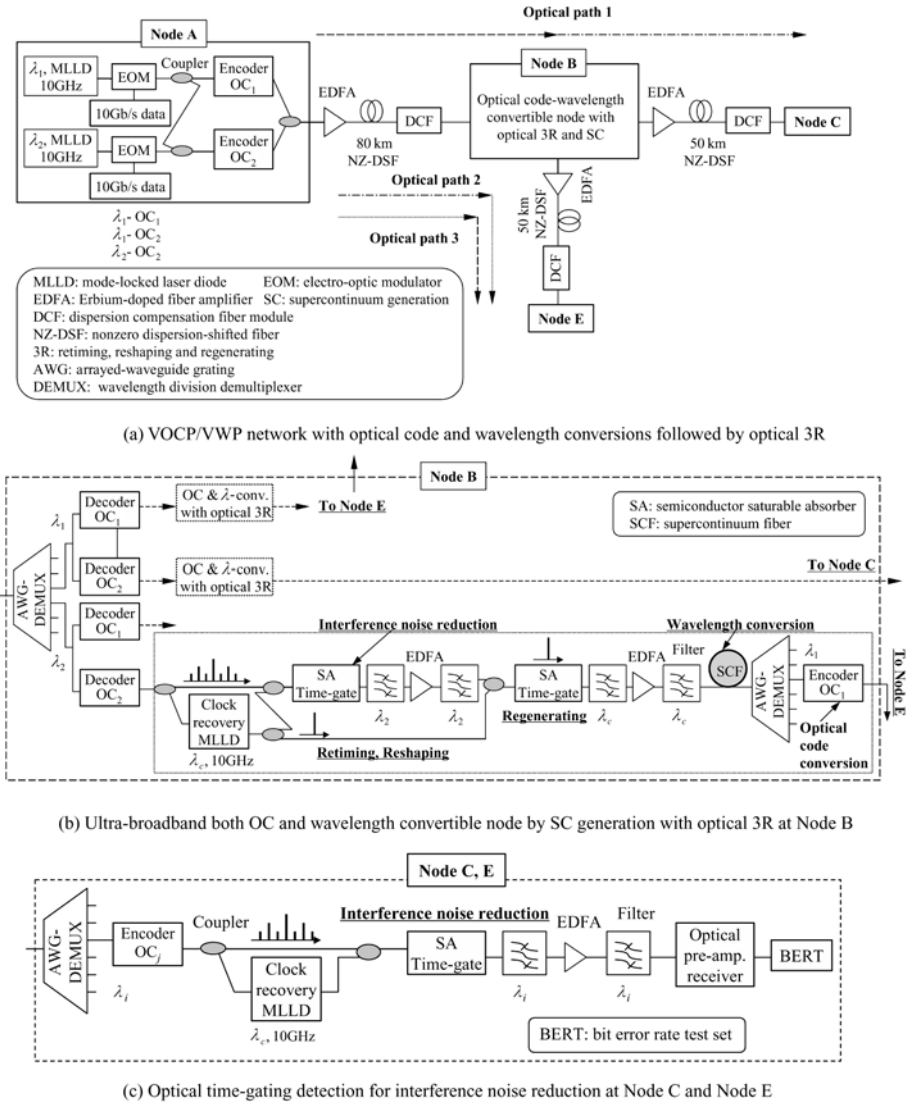 Optical path 1
Node A
λ1, MLLD
10GHz
EOM
Coupler
Encoder
OC1
10Gb/s data
λ2, MLLD
10GHz
EOM
Encoder
OC2
10Gb/s data
λ1- OC1
λ1- OC2
λ2- OC2
EDFA
80 km
NZ-DSF
DCF
Node B
Optical code-wavelength
convertible node with
optical 3R and SC
EDFA
50 km
NZ-DSF
DCF
Node C
Optical path 2
Optical path 3
EDFA
50 km
NZ-DSF
DCF
Node E
MLLD: mode-locked laser diode EOM: electro-optic modulator
EDFA: Erbium-doped fiber amplifier SC: supercontinuum generation
DCF: dispersion compensation fiber module
NZ-DSF: nonzero dispersion-shifted fiber
3R: retiming, reshaping and regenerating
AWG: arrayed-waveguide grating
DEMUX: wavelength division demultiplexer
(a) VOCP/VWP network with optical code and wavelength conversions followed by optical 3R
Node B
AWG-
DEMUX
λ1
Decoder
OC1
OC & λ-conv.
with optical 3R
To Node E
SA: semiconductor saturable absorber
SCF: supercontinuum fiber
Decoder
OC2
OC & λ-conv.
with optical 3R
To Node C
λ2
Decoder
OC1
Decoder
OC2
Interference noise reduction
Clock
recovery
MLLD
λc, 10GHz
SA
Time-gate
λ2
EDFA
λ2
Retiming, Reshaping
SA
Time-gate
Regenerating
λc
EDFA
Filter
λc
Wavelength conversion
SCF
AWG-
DEMUX
λ1
Encoder
OC1
Optical
code
conversion
To Node E
(b) Ultra-broadband both OC and wavelength convertible node by SC generation with optical 3R at Node B
Node C, E
AWG-
DEMUX
λi
Encoder
OCj
Coupler
Clock
recovery
MLLD
λc, 10GHz
Interference noise reduction
SA
Time-gate
λi
EDFA
Filter
λi
Optical
pre-amp.
receiver
BERT
BERT: bit error rate test set
(c) Optical time-gating detection for interference noise reduction at Node C and Node E